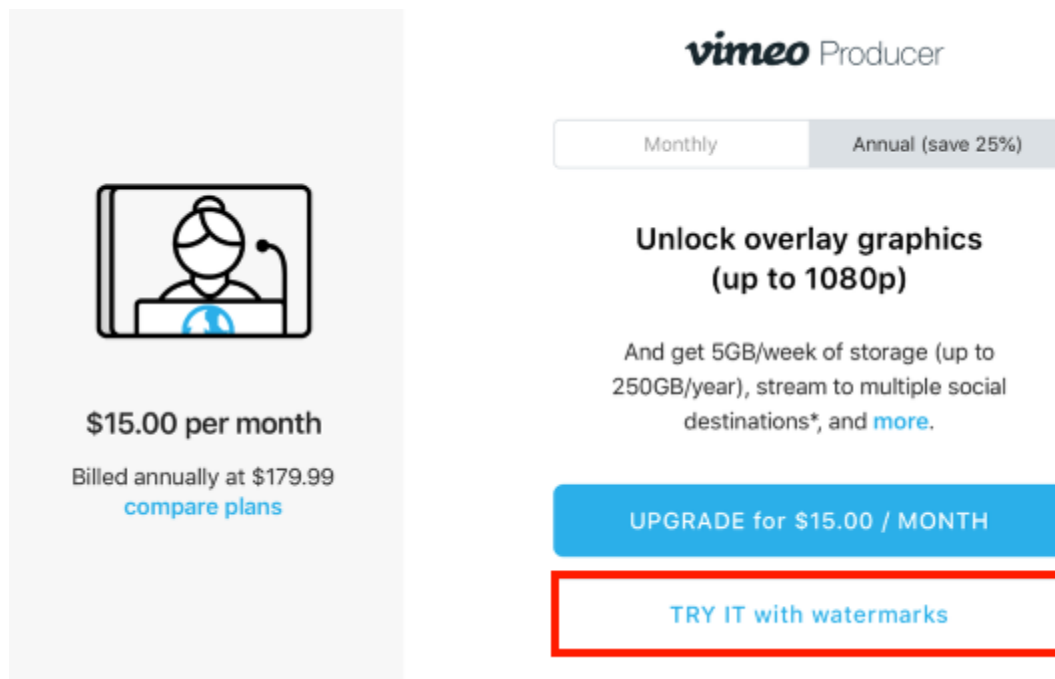 $15.00 per month
Billed annually at $179.99
compare plans
vimeo Producer
Monthly
Annual (save 25%)
Unlock overlay graphics
(up to 1080p)
And get 5GB/week of storage (up to
250GB/year), stream to multiple social
destinations*, and more.
UPGRADE for $15.00 / MONTH
TRY IT with watermarks